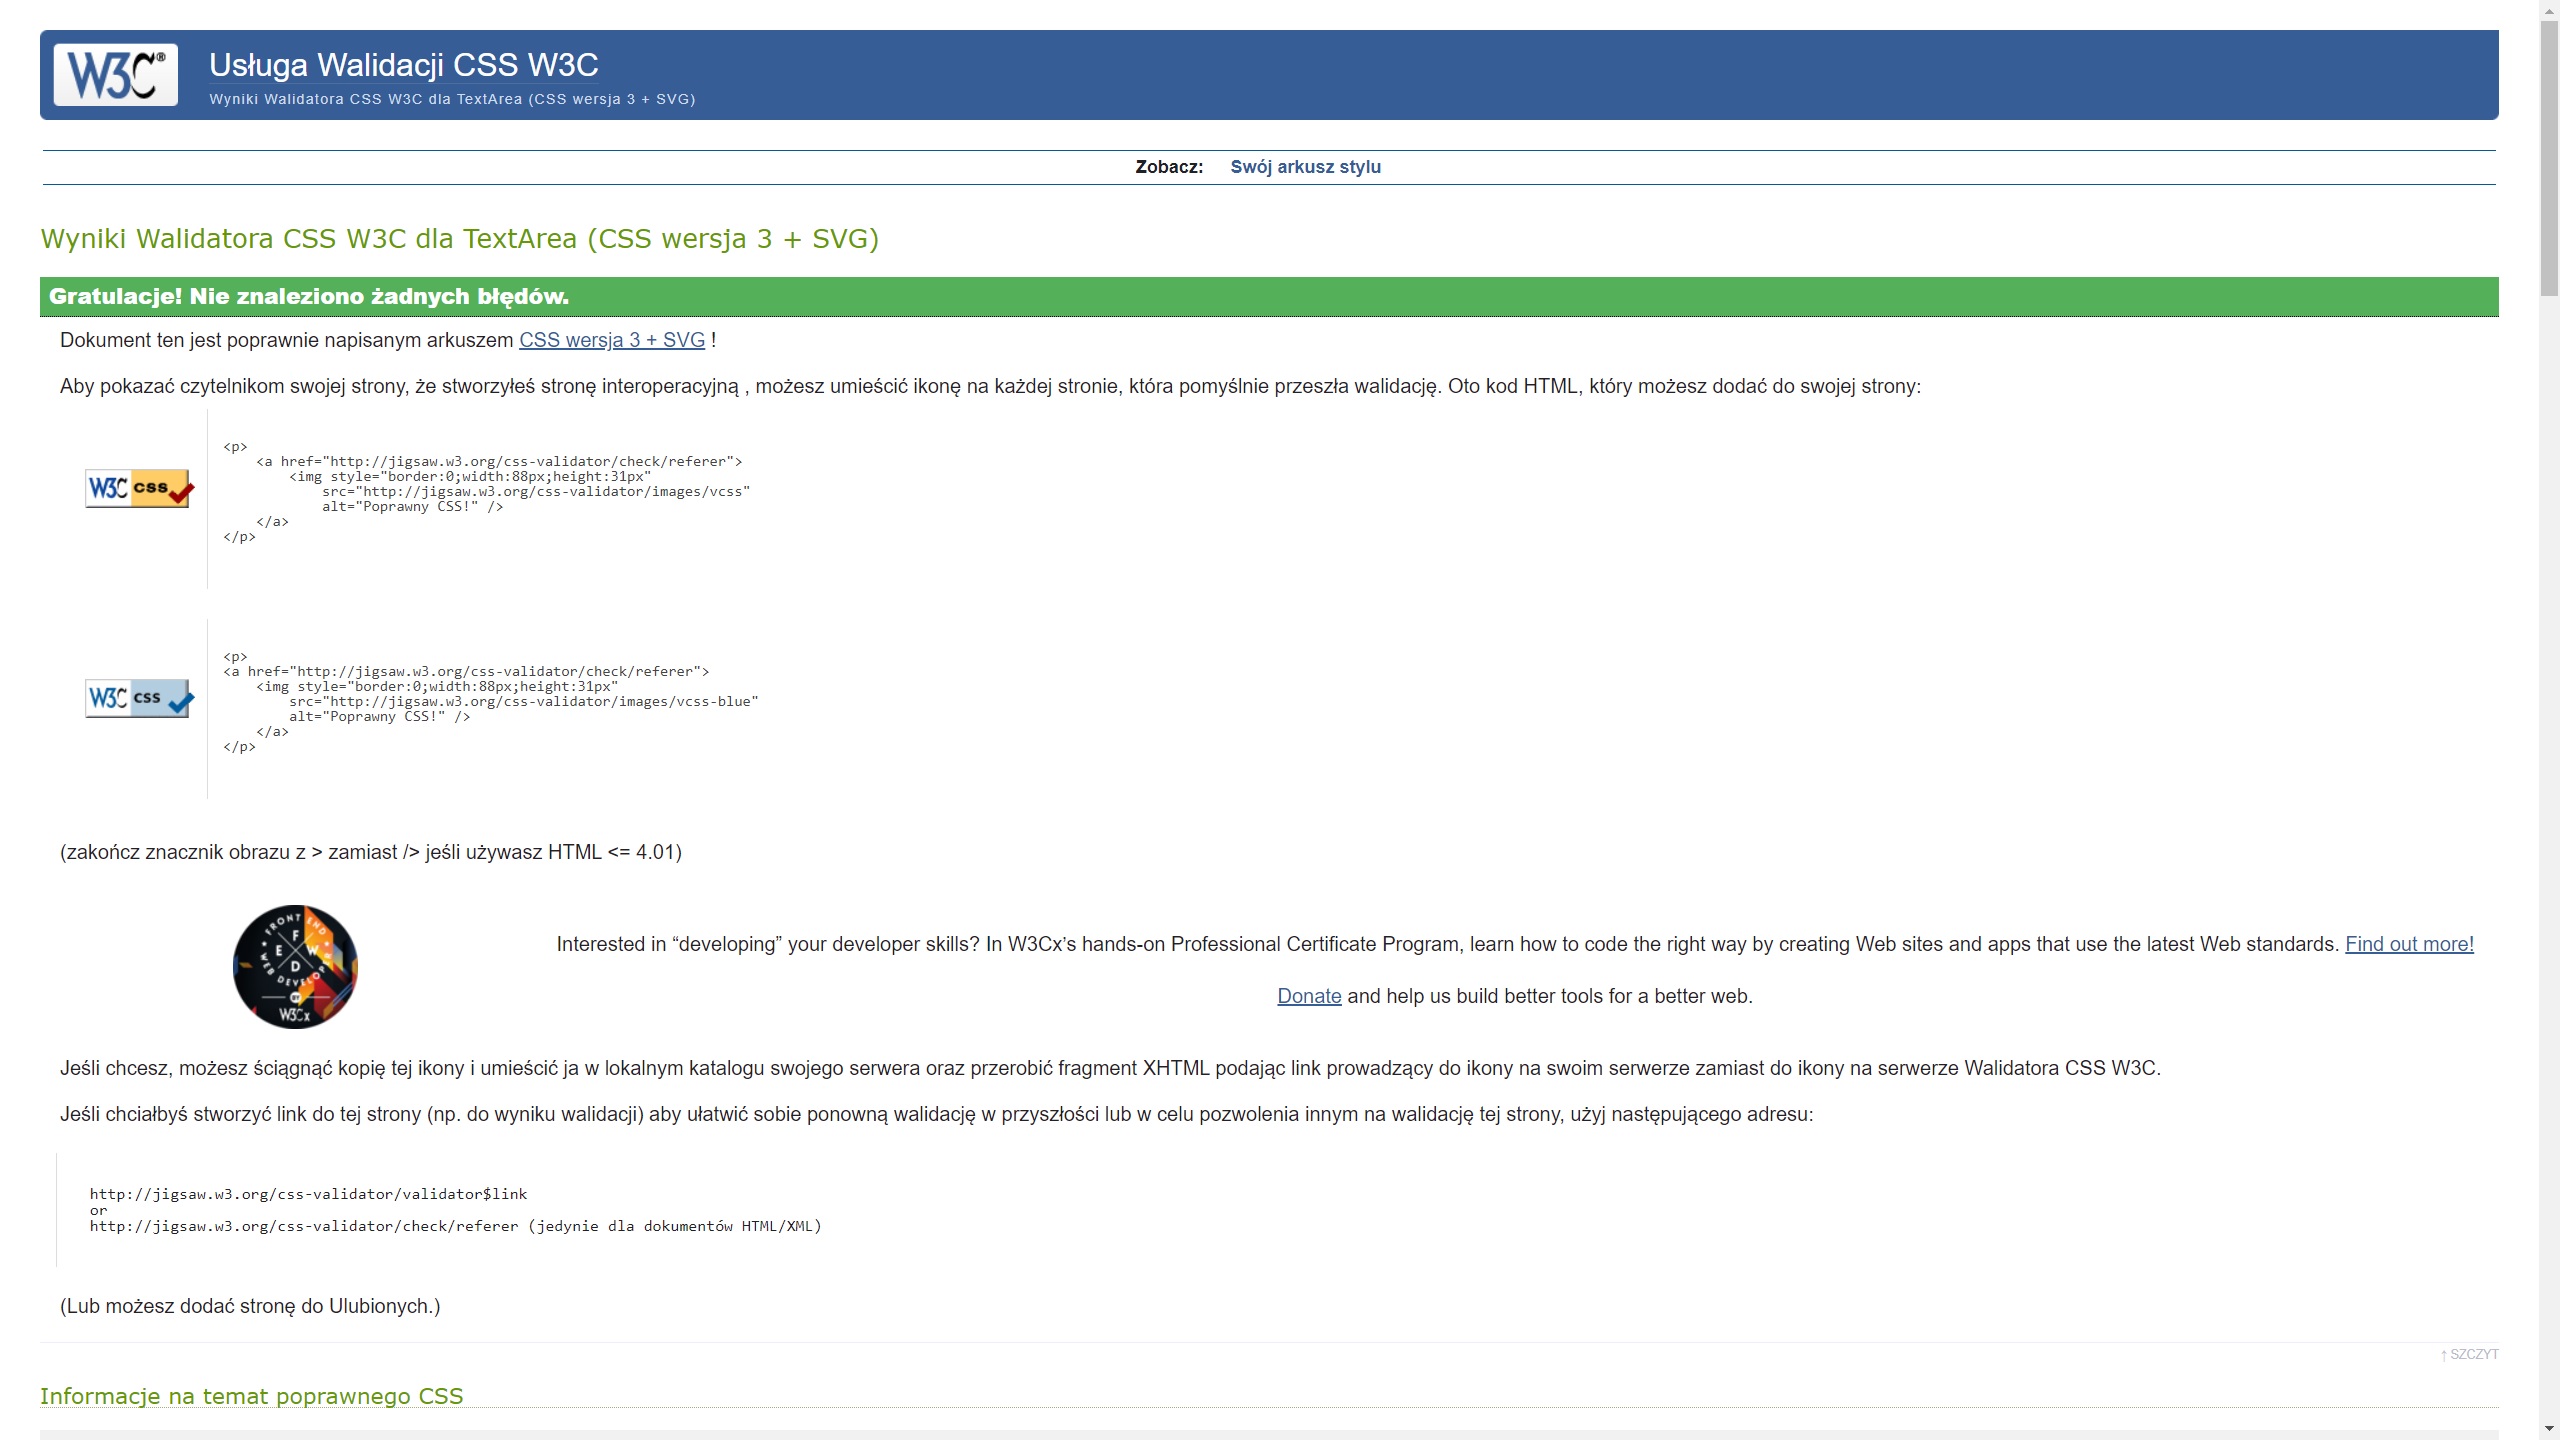 W3C®
Usługa Walidacji CSS W3C
Wyniki Walidatora CSS W3C dla TextArea (CSS wersja 3 + SVG)
Zobacz: Swój arkusz stylu
Wyniki Walidatora CSS W3C dla TextArea (CSS wersja 3 + SVG)
Gratulacje! Nie znaleziono żadnych błędów.
Dokument ten jest poprawnie napisanym arkuszem CSS wersja 3 + SVG !
Aby pokazać czytelnikom swojej strony, że stworzyłeś stronę interoperacyjną , możesz umieścić ikonę na każdej stronie, która pomyślnie przeszła walidację. Oto kod HTML, który możesz dodać do swojej strony:
W3C css
<p>
<a href="http://jigsaw.w3.org/css-validator/check/referer">
<img style="border:0;width:88px;height:31px"
src="http://jigsaw.w3.org/css-validator/images/vcss"
alt="Poprawny CSS!" />
</a>
</p>
W3C css
<p>
<a href="http://jigsaw.w3.org/css-validator/check/referer">
<img style="border:0;width:88px;height:31px"
src="http://jigsaw.w3.org/css-validator/images/vcss-blue"
alt="Poprawny CSS!" />
</a>
</p>
(zakończ znacznik obrazu z > zamiast /> jeśli używasz HTML <= 4.01)
FRONT END
F
E W
D
WEB DEVELOPER
BY
W3Cx
Interested in “developing” your developer skills? In W3Cx’s hands-on Professional Certificate Program, learn how to code the right way by creating Web sites and apps that use the latest Web standards. Find out more!
Donate and help us build better tools for a better web.
Jeśli chcesz, możesz ściągnąć kopię tej ikony i umieścić ja w lokalnym katalogu swojego serwera oraz przerobić fragment XHTML podając link prowadzący do ikony na swoim serwerze zamiast do ikony na serwerze Walidatora CSS W3C.
Jeśli chciałbyś stworzyć link do tej strony (np. do wyniku walidacji) aby ułatwić sobie ponowną walidację w przyszłości lub w celu pozwolenia innym na walidację tej strony, użyj następującego adresu:
http://jigsaw.w3.org/css-validator/validator$link
or
http://jigsaw.w3.org/css-validator/check/referer (jedynie dla dokumentów HTML/XML)
(Lub możesz dodać stronę do Ulubionych.)
↑ SZCZYT
Informacje na temat poprawnego CSS